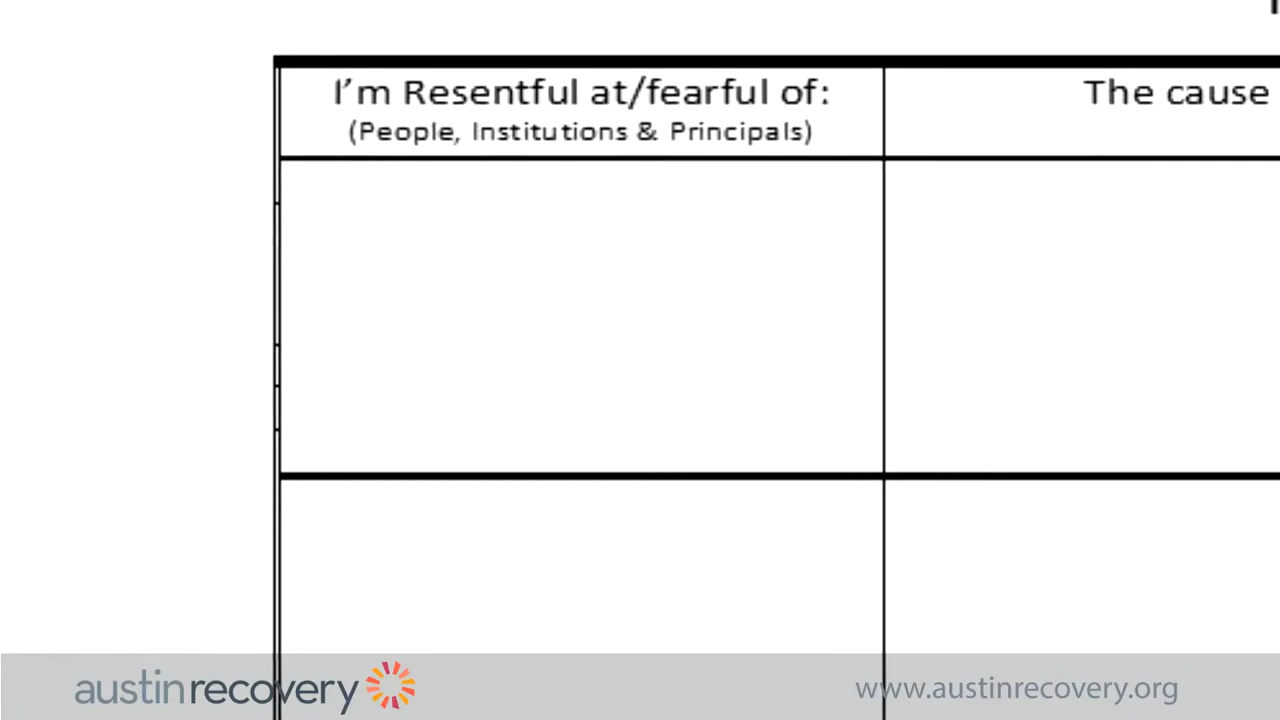 I'm Resentful at/fearful of:
(People, Institutions & Principals)
The cause
austinrecovery
www.austinrecovery.org